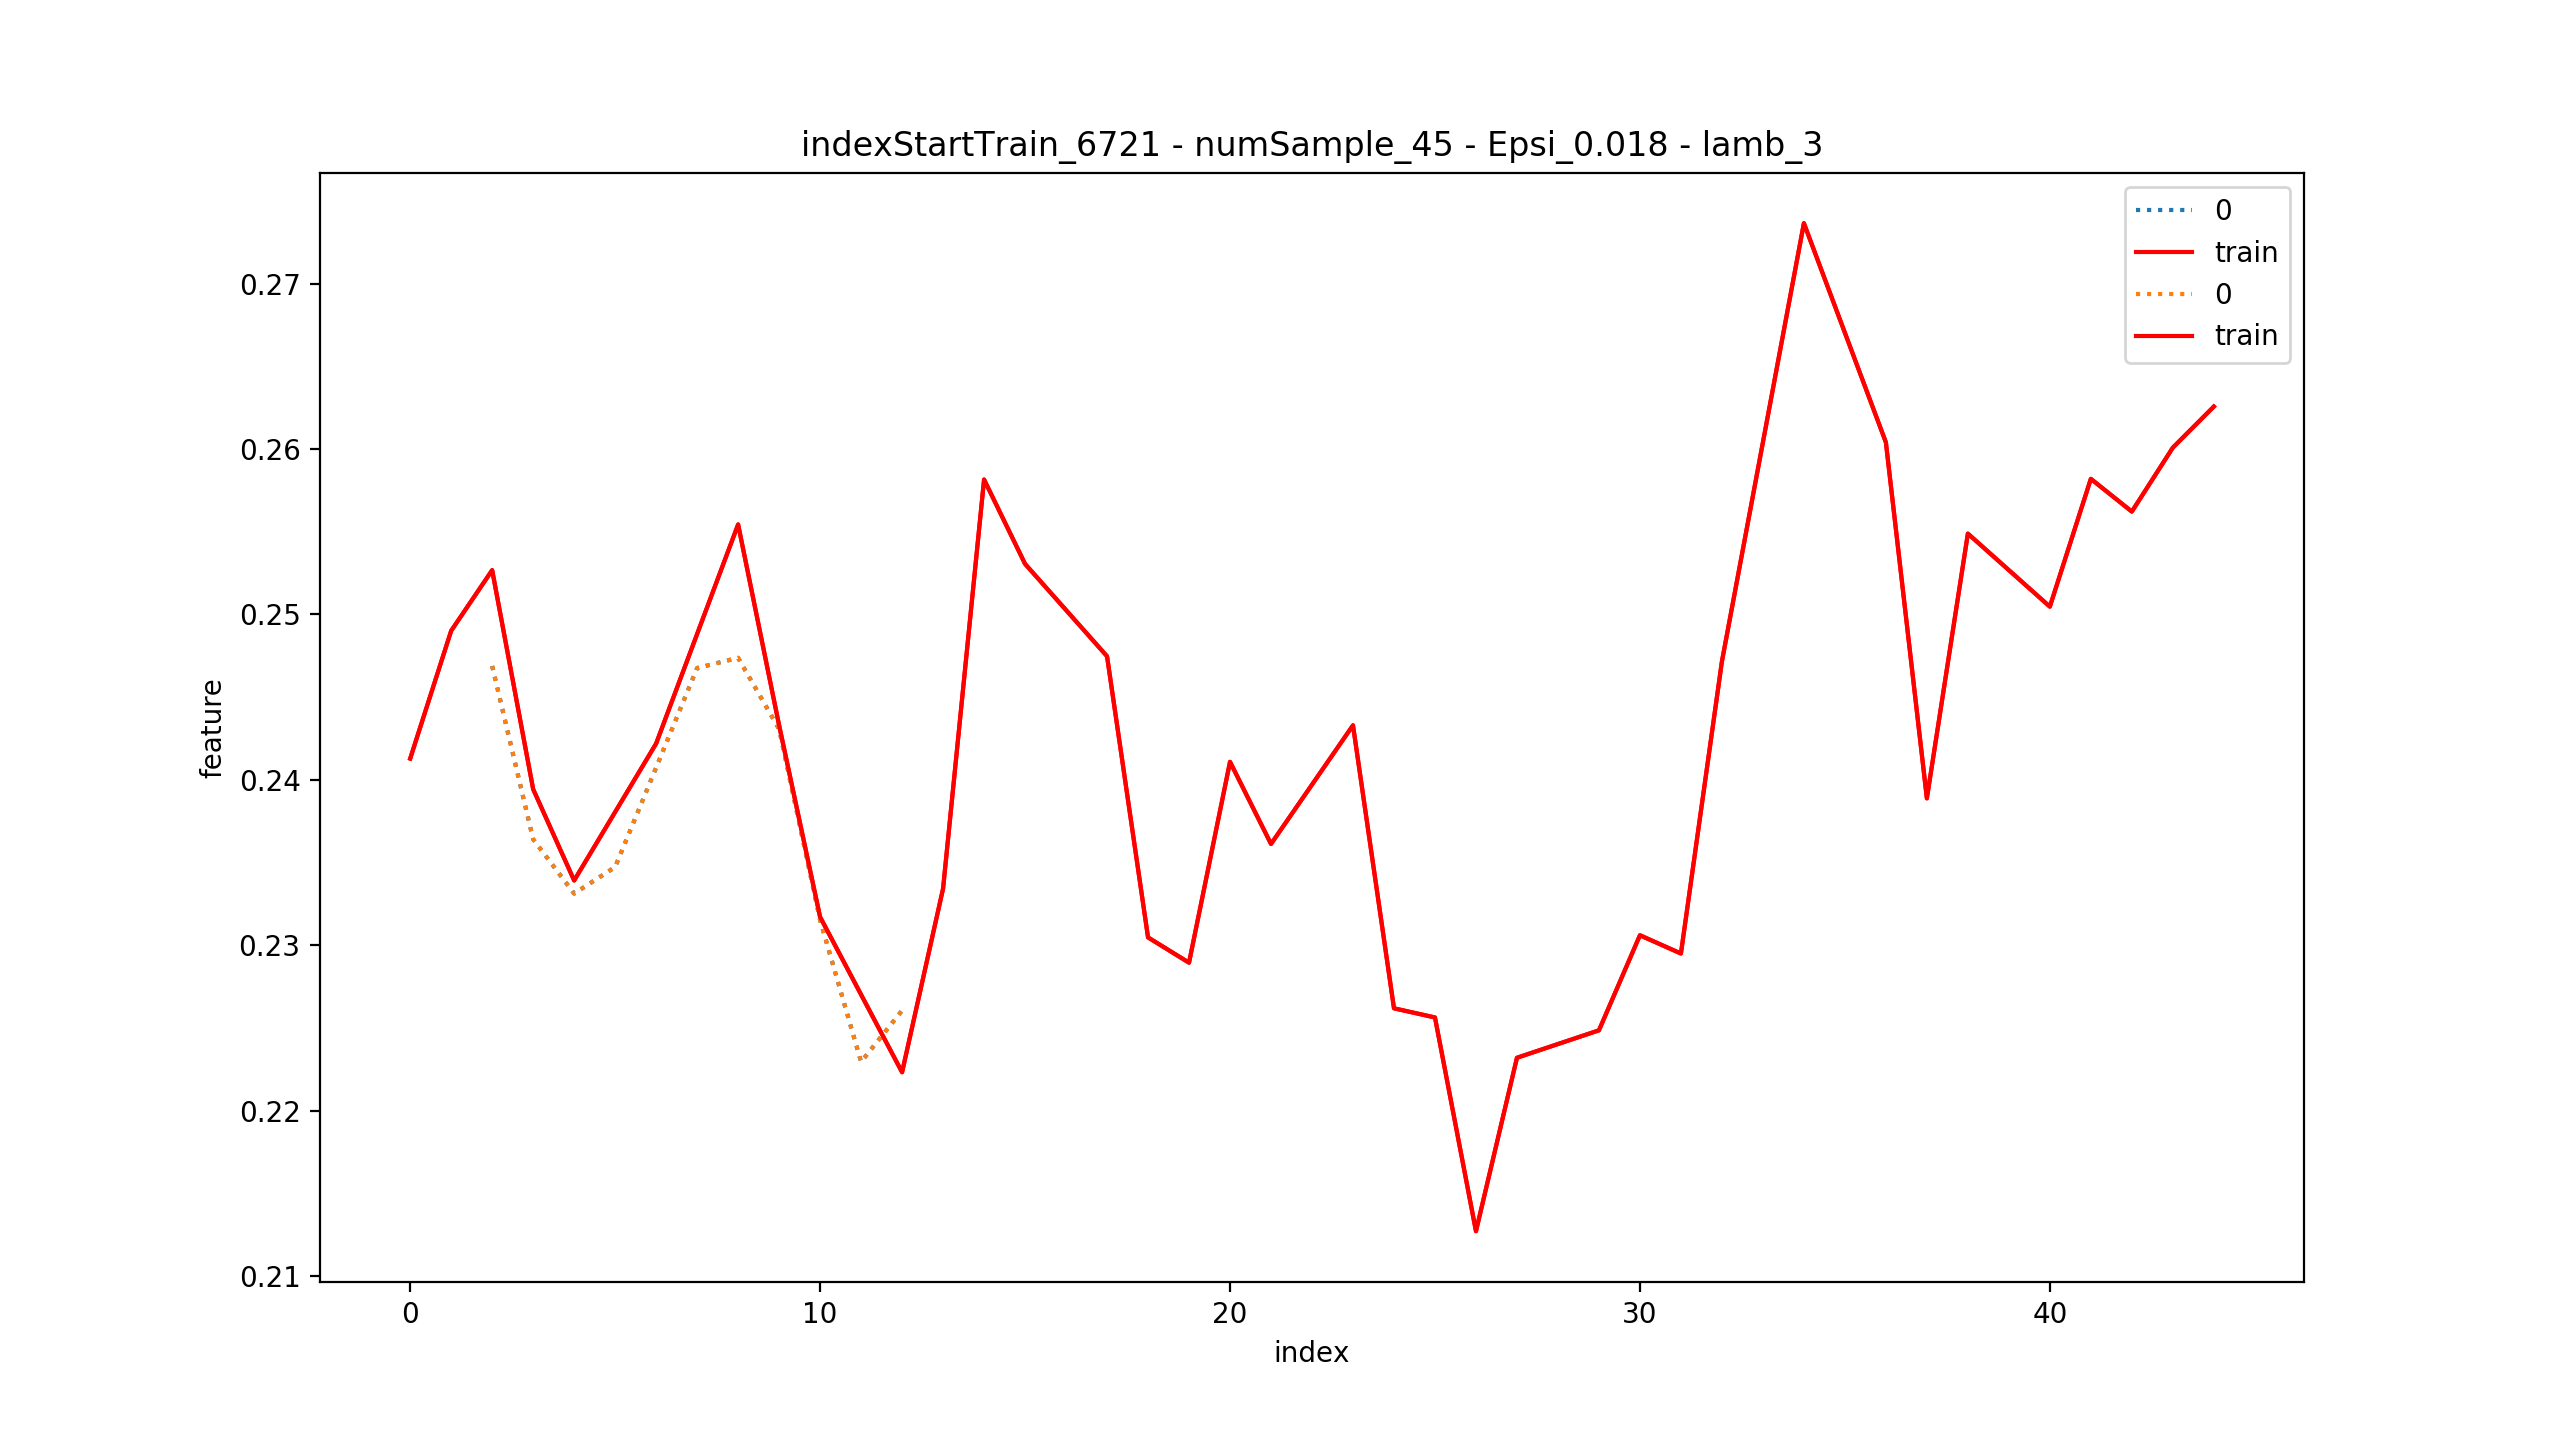 indexStartTrain_6721 - numSample_45 - Epsi_0.018 - lamb_3
0
train
0
train
0.27
0.26
0.25
0.24
0.23
0.22
0.21
feature
0 10 20 30 40
index